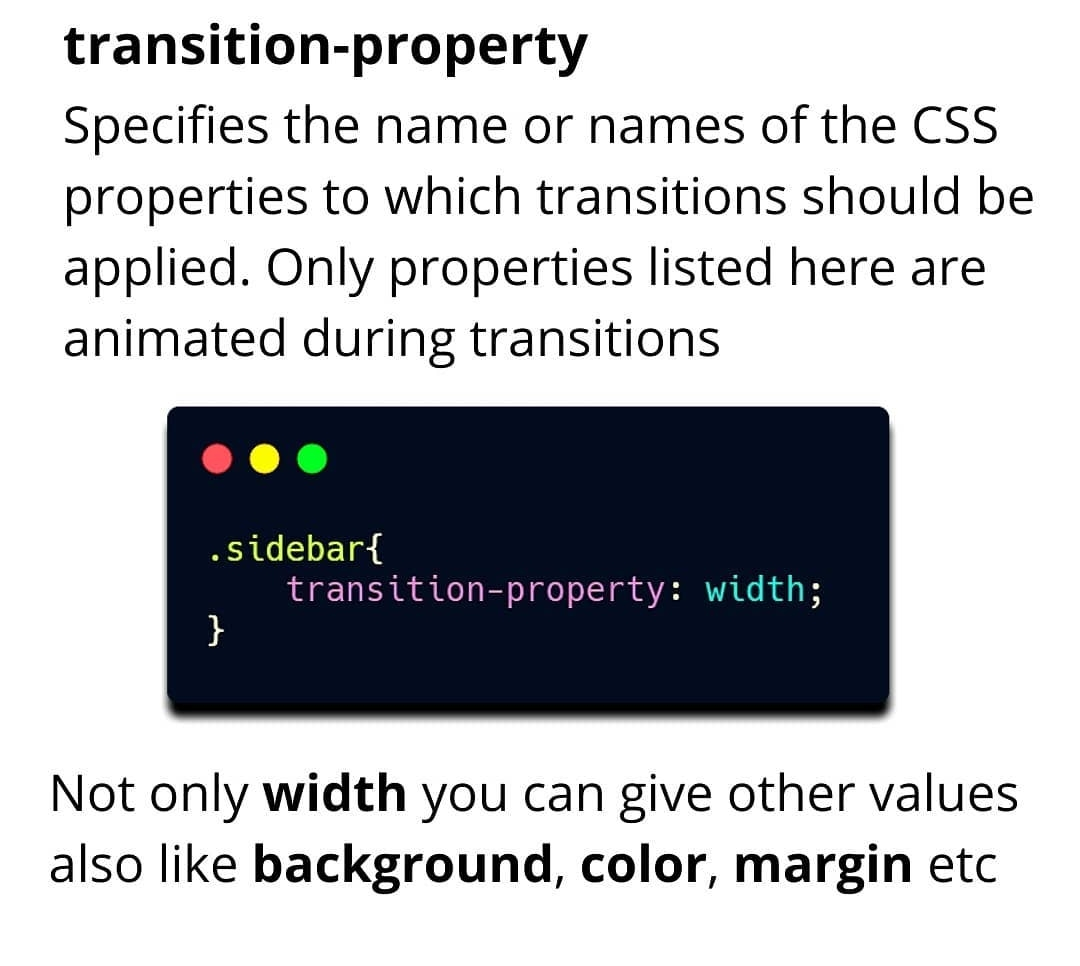 transition-property
Specifies the name or names of the CSS
properties to which transitions should be
applied. Only properties listed here are
animated during transitions
.sidebar{
    transition-property: width;
}
Not only width you can give other values
also like background, color, margin etc